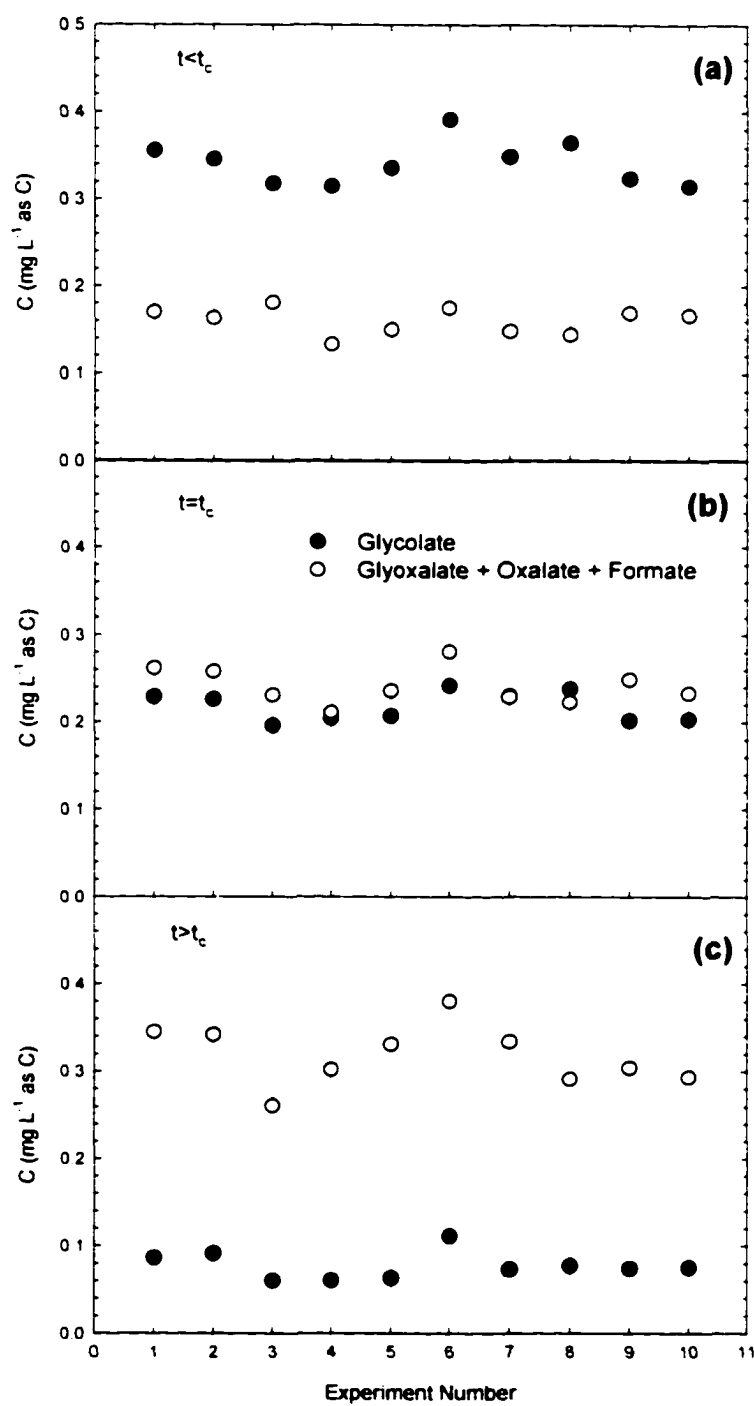 0 5
t<tc
(a)
0 4
0 3
0 2
0 1
0 0
C (mg L⁻¹ as C)
t=tc
(b)
Glycolate
Glyoxalate + Oxalate + Formate
0 4
0 3
0 2
0 1
0 0
C (mg L⁻¹ as C)
t>tc
(c)
0 4
0 3
0 2
0 1
0 0
C (mg L⁻¹ as C)
0 1 2 3 4 5 6 7 8 9 10 11
Experiment Number